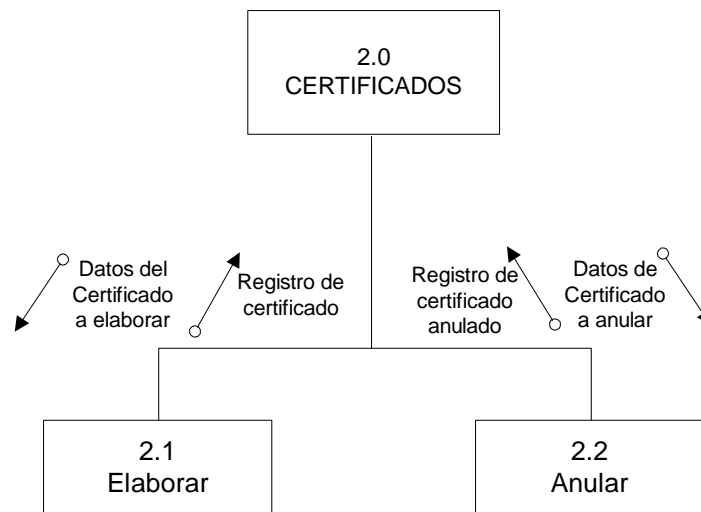 2.0
CERTIFICADOS
Datos del
Certificado
a elaborar
Registro de
certificado
Registro de
certificado
anulado
Datos de
Certificado
a anular
2.1
Elaborar
2.2
Anular